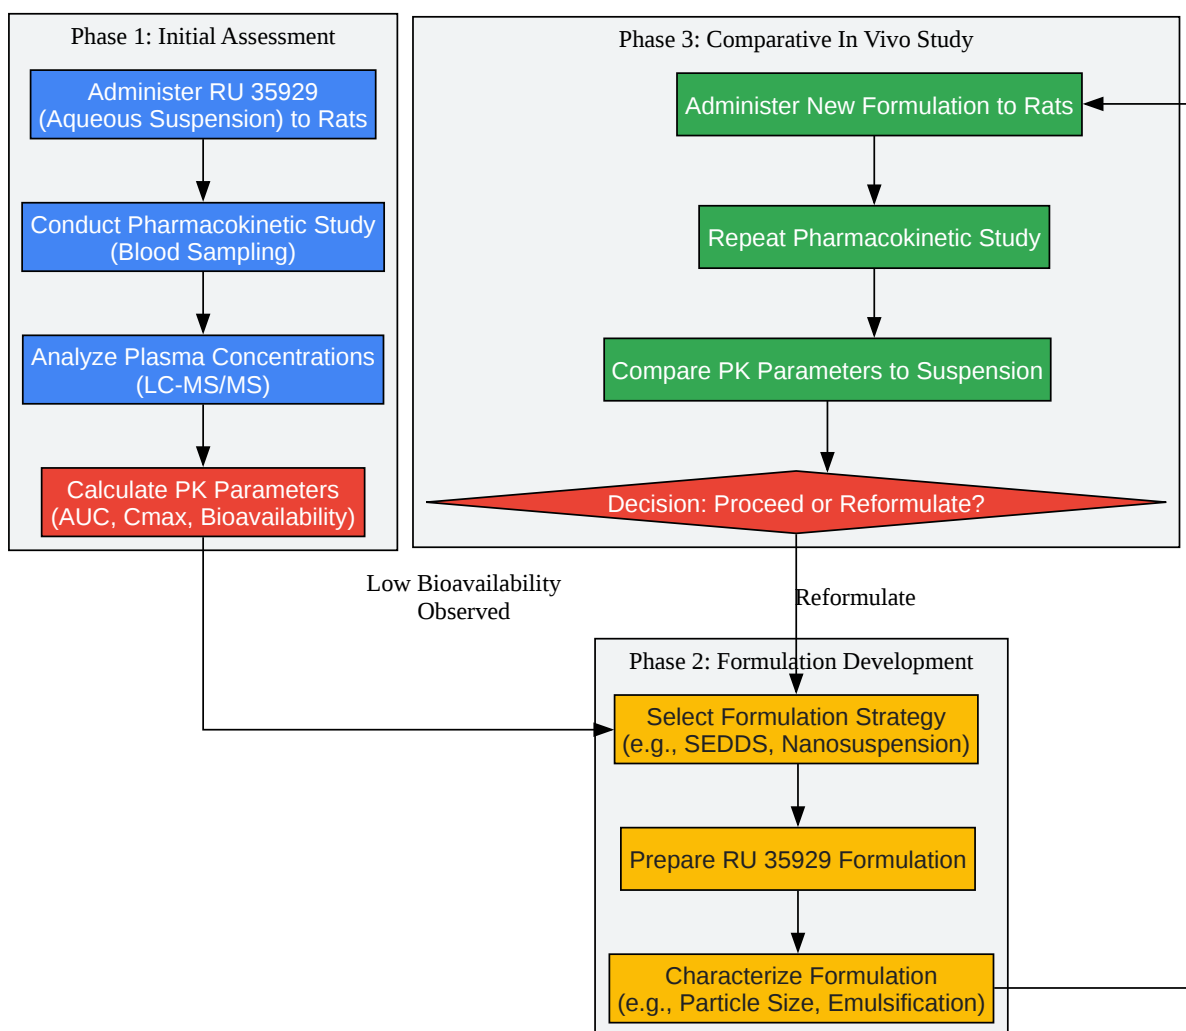 Phase 1: Initial Assessment
Administer RU 35929
(Aqueous Suspension) to Rats
Conduct Pharmacokinetic Study
(Blood Sampling)
Analyze Plasma Concentrations
(LC-MS/MS)
Calculate PK Parameters
(AUC, Cmax, Bioavailability)
Low Bioavailability
Observed
Phase 3: Comparative In Vivo Study
Administer New Formulation to Rats
Repeat Pharmacokinetic Study
Compare PK Parameters to Suspension
Decision: Proceed or Reformulate?
Reformulate
Phase 2: Formulation Development
Select Formulation Strategy
(e.g., SEDDS, Nanosuspension)
Prepare RU 35929 Formulation
Characterize Formulation
(e.g., Particle Size, Emulsification)